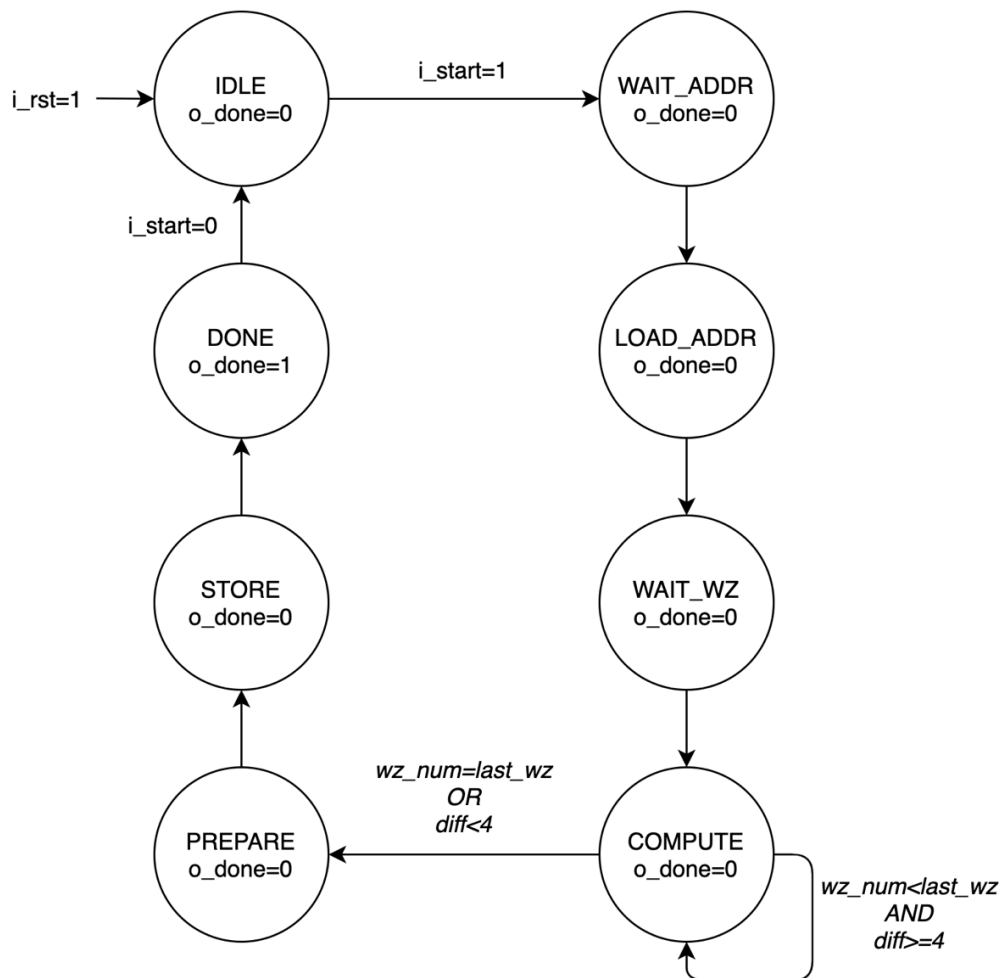 i_rst=1
IDLE
o_done=0
i_start=1
WAIT_ADDR
o_done=0
i_start=0
DONE
o_done=1
LOAD_ADDR
o_done=0
STORE
o_done=0
WAIT_WZ
o_done=0
PREPARE
o_done=0
wz_num=last_wz
OR
diff<4
COMPUTE
o_done=0
wz_num<last_wz
AND
diff>=4